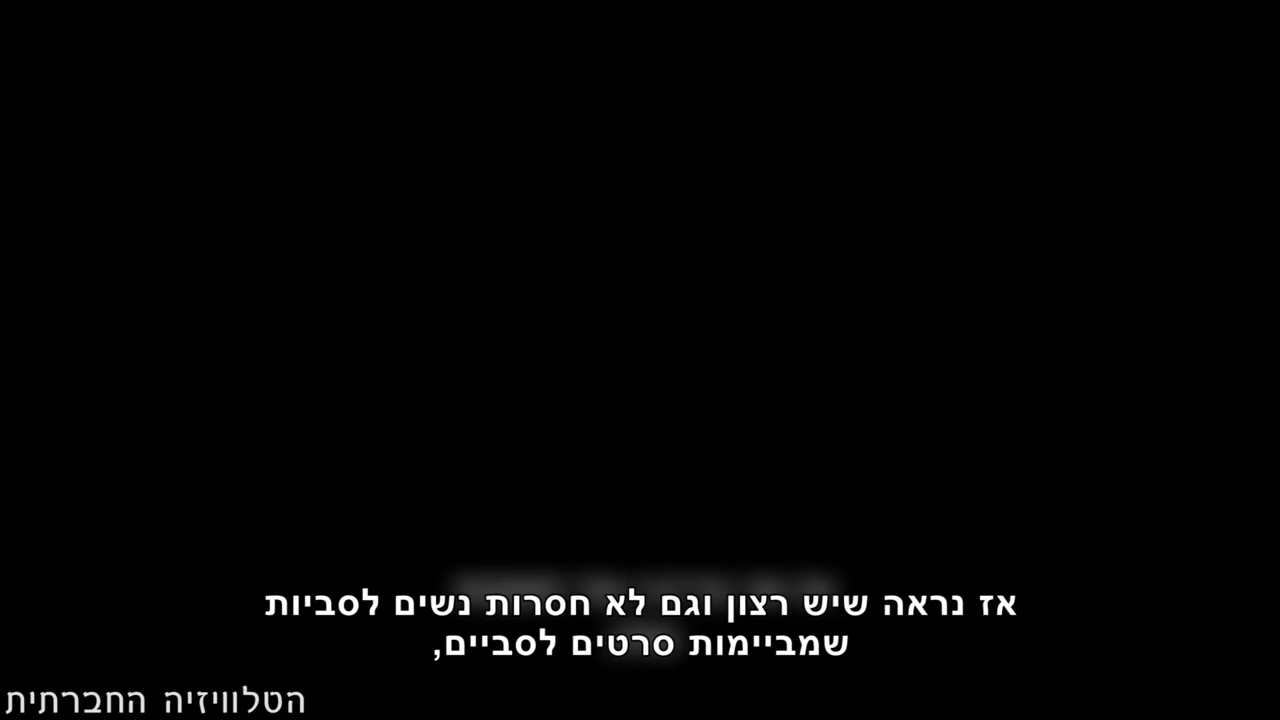 אז נראה שיש רצון וגם לא חסרות נשים לסביות
שמביימות סרטים לסביים,
הטלוויזיה החברתית